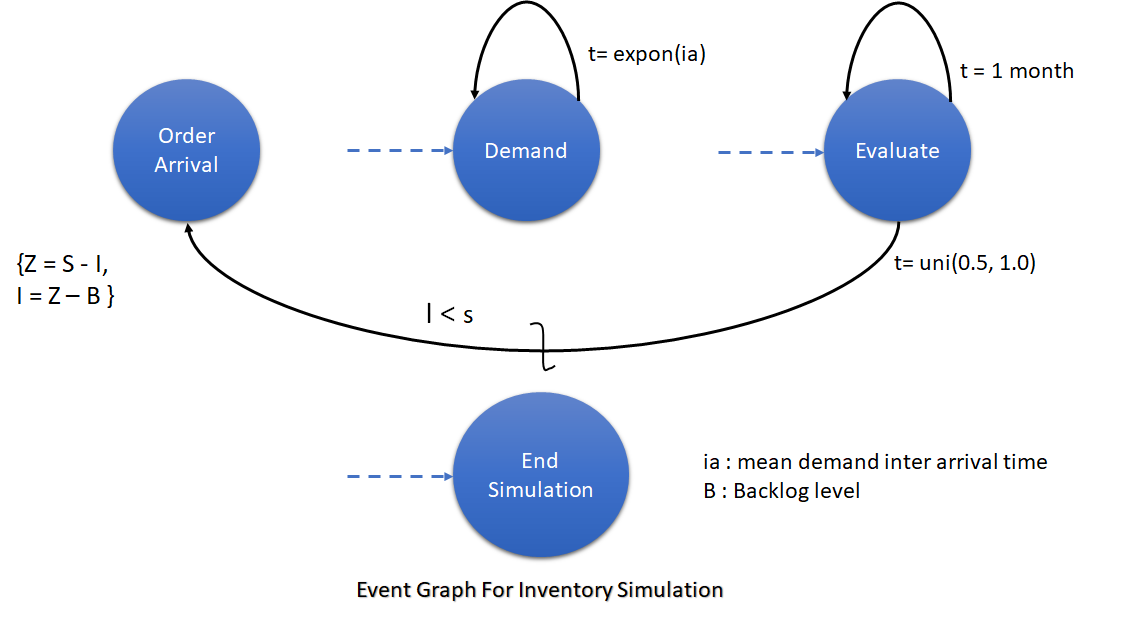 t= expon(ia)
t = 1 month
Order
Arrival
Demand
Evaluate
{Z = S - I,
I = Z – B }
t= uni(0.5, 1.0)
I < s
End
Simulation
ia : mean demand inter arrival time
B : Backlog level
Event Graph For Inventory Simulation